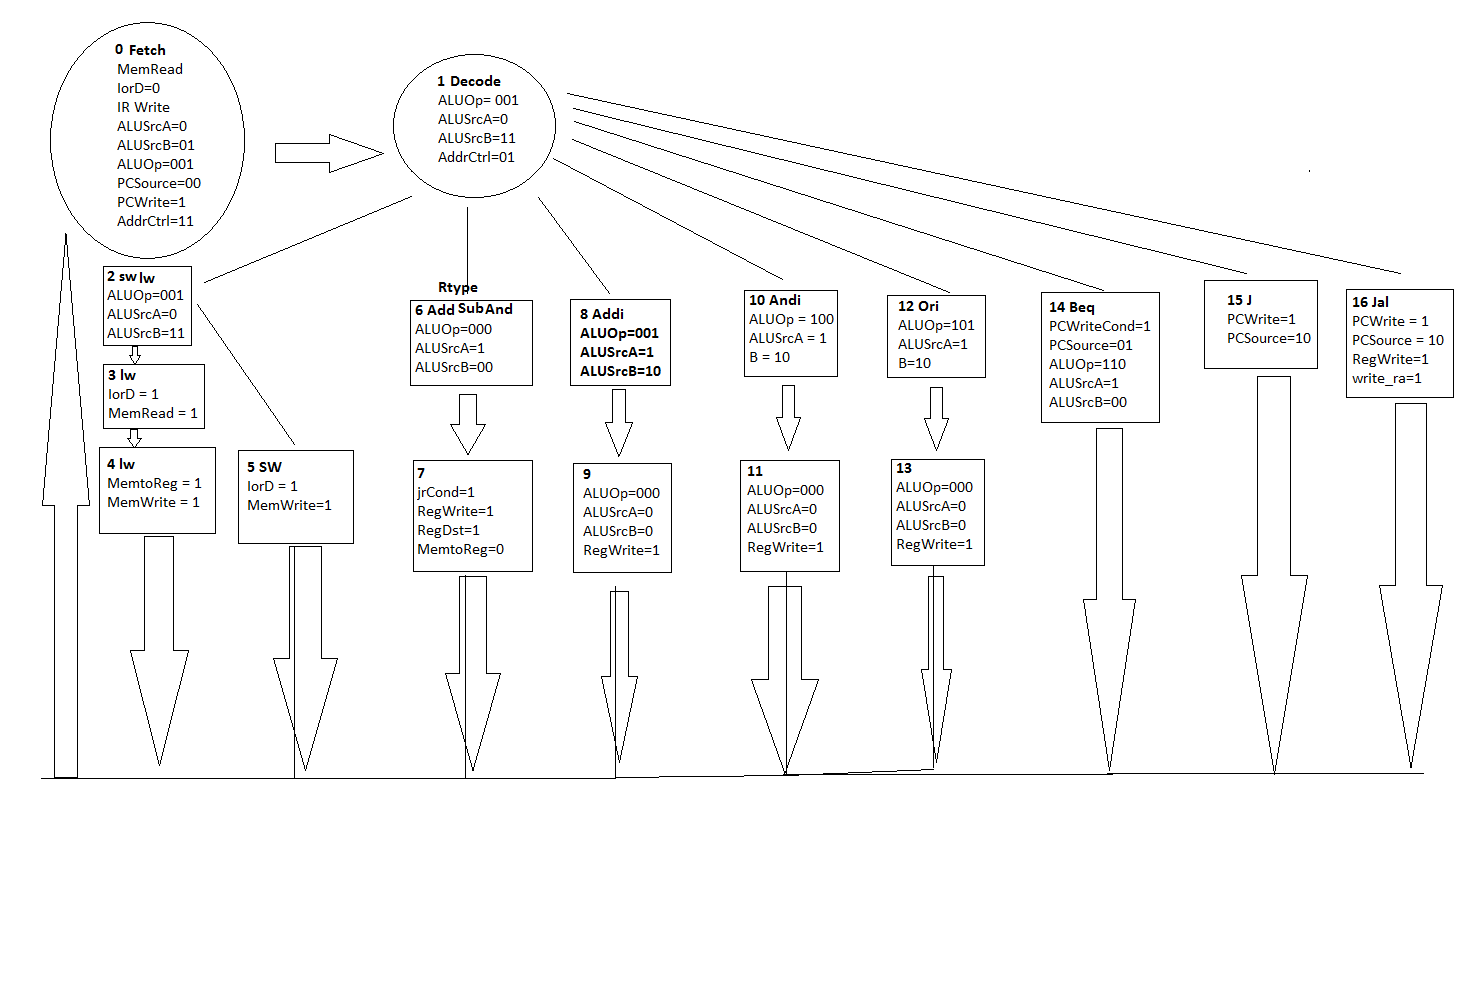 0 Fetch
MemRead
IorD=0
IR Write
ALUSrcA=0
ALUSrcB=01
ALUOp=001
PCSource=00
PCWrite=1
AddrCtrl=11
1 Decode
ALUOp= 001
ALUSrcA=0
ALUSrcB=11
AddrCtrl=01
2 sw lw
ALUOp=001
ALUSrcA=0
ALUSrcB=11
3 lw
IorD = 1
MemRead = 1
4 lw
MemtoReg = 1
MemWrite = 1
5 SW
IorD = 1
MemWrite=1
Rtype
6 Add Sub And
ALUOp=000
ALUSrcA=1
ALUSrcB=00
7
jrCond=1
RegWrite=1
RegDst=1
MemtoReg=0
8 Addi
ALUOp=001
ALUSrcA=1
ALUSrcB=10
9
ALUOp=000
ALUSrcA=0
ALUSrcB=0
RegWrite=1
10 Andi
ALUOp = 100
ALUSrcA = 1
B = 10
11
ALUOp=000
ALUSrcA=0
ALUSrcB=0
RegWrite=1
12 Ori
ALUOp=101
ALUSrcA=1
B=10
13
ALUOp=000
ALUSrcA=0
ALUSrcB=0
RegWrite=1
14 Beq
PCWriteCond=1
PCSource=01
ALUOp=110
ALUSrcA=1
ALUSrcB=00
15 J
PCWrite=1
PCSource=10
16 Jal
PCWrite = 1
PCSource = 10
RegWrite=1
write_ra=1